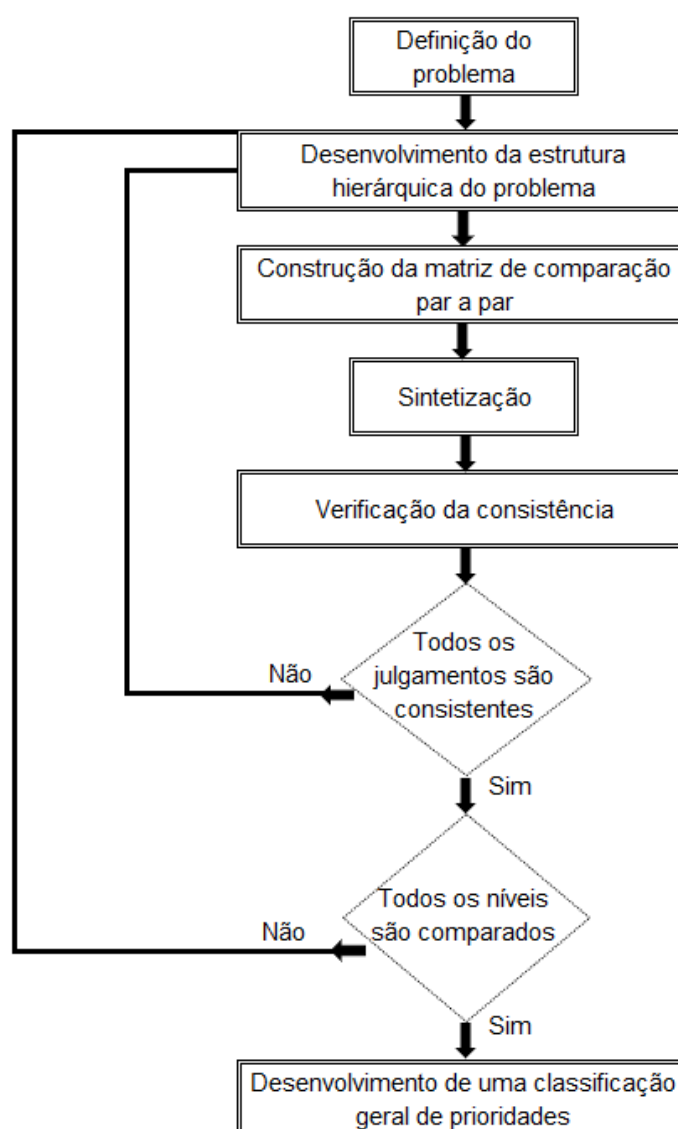 Definição do
problema
Desenvolvimento da estrutura
hierárquica do problema
Construção da matriz de comparação
par a par
Sintetização
Verificação da consistência
Todos os
julgamentos são
consistentes
Não
Sim
Todos os níveis
são comparados
Não
Sim
Desenvolvimento de uma classificação
geral de prioridades